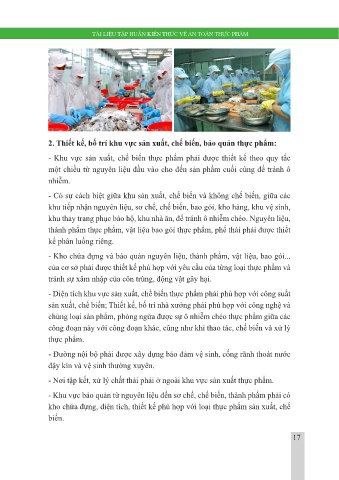 TÀI LIỆU TẬP HUẤN KIẾN THỨC VỀ AN TOÀN THỰC PHẨM
2. Thiết kế, bố trí khu vực sản xuất, chế biến, bảo quản thực phẩm:
- Khu vực sản xuất, chế biến thực phẩm phải được thiết kế theo quy tắc
một chiều từ nguyên liệu đầu vào cho đến sản phẩm cuối cùng để tránh ô
nhiễm.
- Có sự cách biệt giữa khu sản xuất, chế biến và không chế biến, giữa các
khu tiếp nhận nguyên liệu, sơ chế, chế biến, bao gói, kho hàng, khu vệ sinh,
khu thay trang phục bảo hộ, khu nhà ăn, để tránh ô nhiễm chéo. Nguyên liệu,
thành phẩm thực phẩm, vật liệu bao gói thực phẩm, phế thải phải được thiết
kế phân luồng riêng.
- Kho chứa đựng và bảo quản nguyên liệu, thành phẩm, vật liệu, bao gói...
của cơ sở phải được thiết kế phù hợp với yêu cầu của từng loại thực phẩm và
tránh sự xâm nhập của côn trùng, động vật gây hại.
- Diện tích khu vực sản xuất, chế biến thực phẩm phải phù hợp với công suất
sản xuất, chế biến; Thiết kế, bố trí nhà xưởng phải phù hợp với công nghệ và
chủng loại sản phẩm, phòng ngừa được sự ô nhiễm chéo thực phẩm giữa các
công đoạn này với công đoạn khác, cũng như khi thao tác, chế biến và xử lý
thực phẩm.
- Đường nội bộ phải được xây dựng bảo đảm vệ sinh, cống rãnh thoát nước
đậy kín và vệ sinh thường xuyên.
- Nơi tập kết, xử lý chất thải phải ở ngoài khu vực sản xuất thực phẩm.
- Khu vực bảo quản từ nguyên liệu đến sơ chế, chế biến, thành phẩm phải có
kho chứa đựng, diện tích, thiết kế phù hợp với loại thực phẩm sản xuất, chế
biến.
17